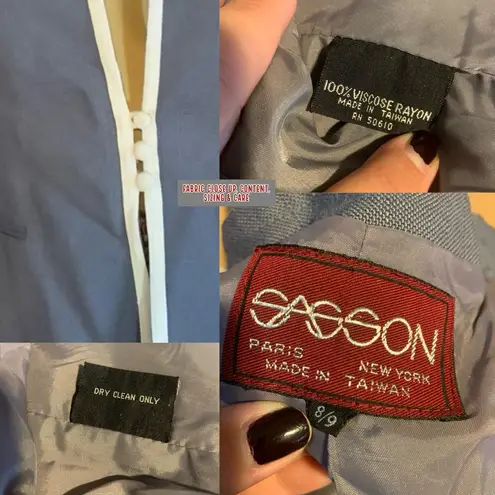 100% VISCOSE RAYON
MADE IN TAIWAN
RN 50610
FABRIC CLOSE UP, CONTENT,
SIZING & CARE
SASSON
PARIS NEW YORK
MADE IN TAIWAN
8/9
DRY CLEAN ONLY